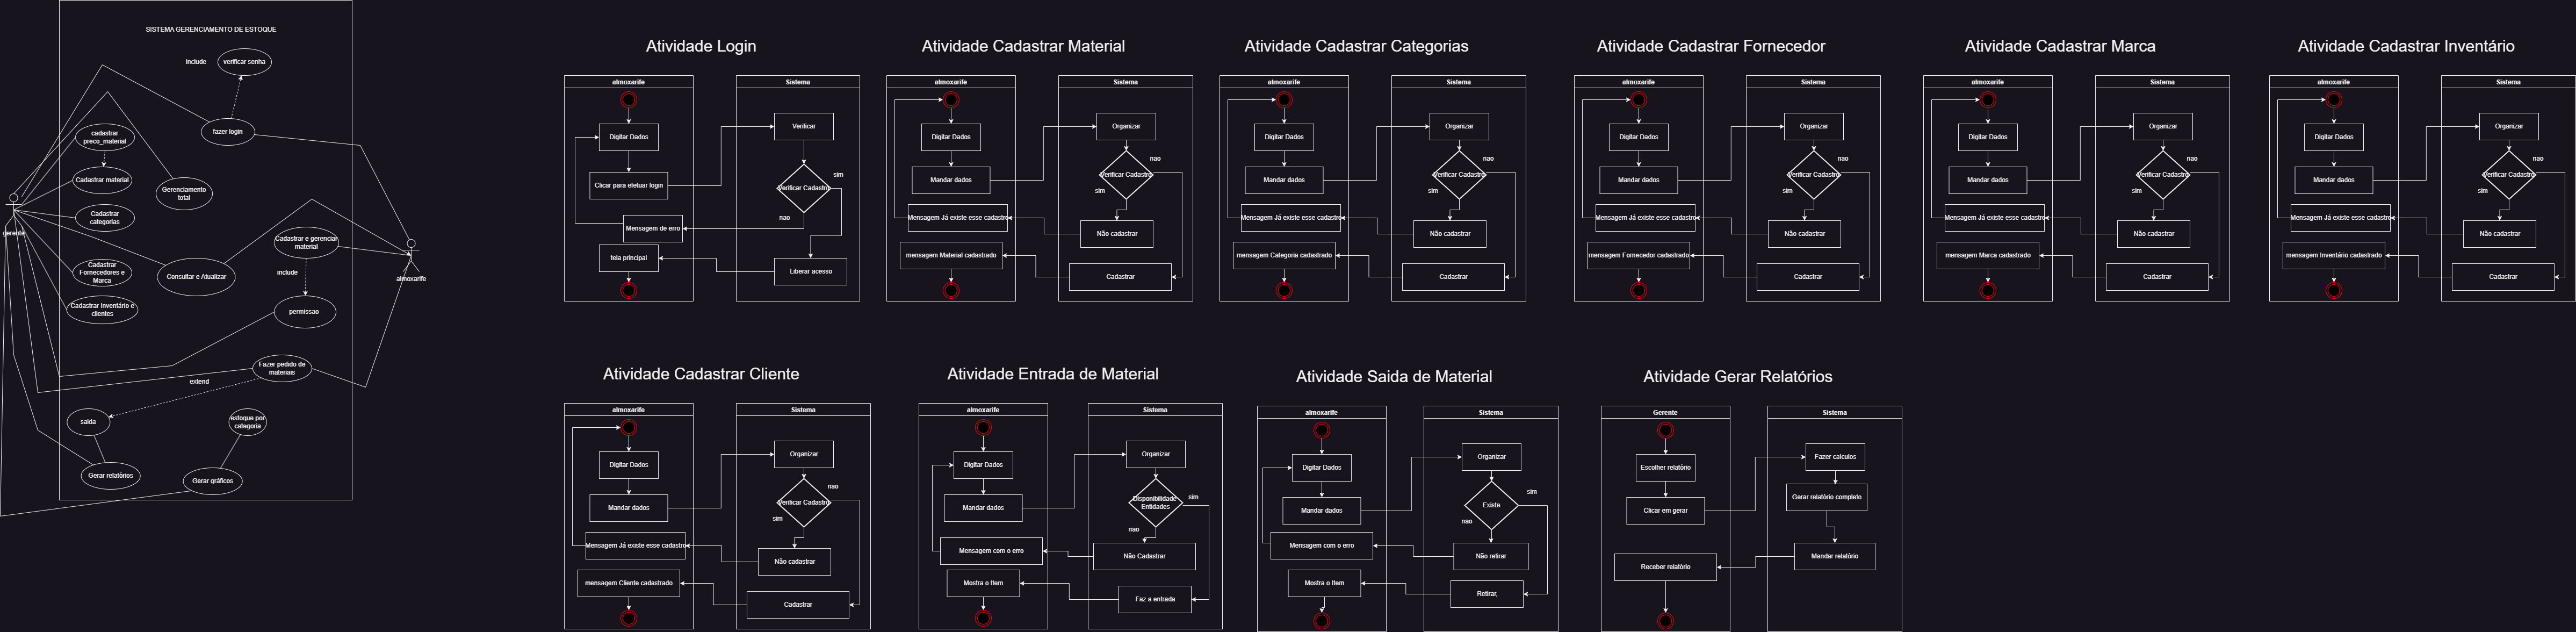 SISTEMA GERENCIAMENTO DE ESTOQUE
include
verificar senha
fazer login
cadastrar
preco_material
Cadastrar material
Gerenciamento
total
Cadastrar
categorias
gerente
Cadastrar e gerenciar
material
Cadastrar
Fornecedores e
Marca
Consultar e Atualizar
include
almoxarife
Cadastrar Inventário e
clientes
permissao
Fazer pedido de
materiais
extend
saida
estoque por
categoria
Gerar relatórios
Gerar gráficos
Atividade Login
almoxarife
Sistema
Digitar Dados
Verificar
Clicar para efetuar login
Verificar Cadastro
sim
nao
Mensagem de erro
tela principal
Liberar acesso
Atividade Cadastrar Material
almoxarife
Sistema
Digitar Dados
Organizar
nao
Mandar dados
Verificar Cadastro
sim
Mensagem Já existe esse cadastro
Não cadastrar
mensagem Material cadastrado
Cadastrar
Atividade Cadastrar Categorias
almoxarife
Sistema
Digitar Dados
Organizar
nao
Mandar dados
Verificar Cadastro
sim
Mensagem Já existe esse cadastro
Não cadastrar
mensagem Categoria cadastrado
Cadastrar
Atividade Cadastrar Fornecedor
almoxarife
Sistema
Digitar Dados
Organizar
nao
Mandar dados
Verificar Cadastro
sim
Mensagem Já existe esse cadastro
Não cadastrar
mensagem Fornecedor cadastrado
Cadastrar
Atividade Cadastrar Marca
almoxarife
Sistema
Digitar Dados
Organizar
nao
Mandar dados
Verificar Cadastro
sim
Mensagem Já existe esse cadastro
Não cadastrar
mensagem Marca cadastrado
Cadastrar
Atividade Cadastrar Inventário
almoxarife
Sistema
Digitar Dados
Organizar
nao
Mandar dados
Verificar Cadastro
sim
Mensagem Já existe esse cadastro
Não cadastrar
mensagem Inventário cadastrado
Cadastrar
Atividade Cadastrar Cliente
almoxarife
Sistema
Digitar Dados
Organizar
nao
Mandar dados
Verificar Cadastro
sim
Mensagem Já existe esse cadastro
Não cadastrar
mensagem Cliente cadastrado
Cadastrar
Atividade Entrada de Material
almoxarife
Sistema
Digitar Dados
Organizar
Mandar dados
Disponibilidade
Entidades
sim
nao
Mensagem com o erro
Não Cadastrar
Mostra o Item
Faz a entrada
Atividade Saida de Material
almoxarife
Sistema
Digitar Dados
Organizar
Mandar dados
Existe
sim
nao
Mensagem com o erro
Não retirar
Mostra o Item
Retirar,
Atividade Gerar Relatórios
Gerente
Sistema
Escolher relatório
Fazer calculos
Clicar em gerar
Gerar relatório completo
Mandar relatório
Receber relatório